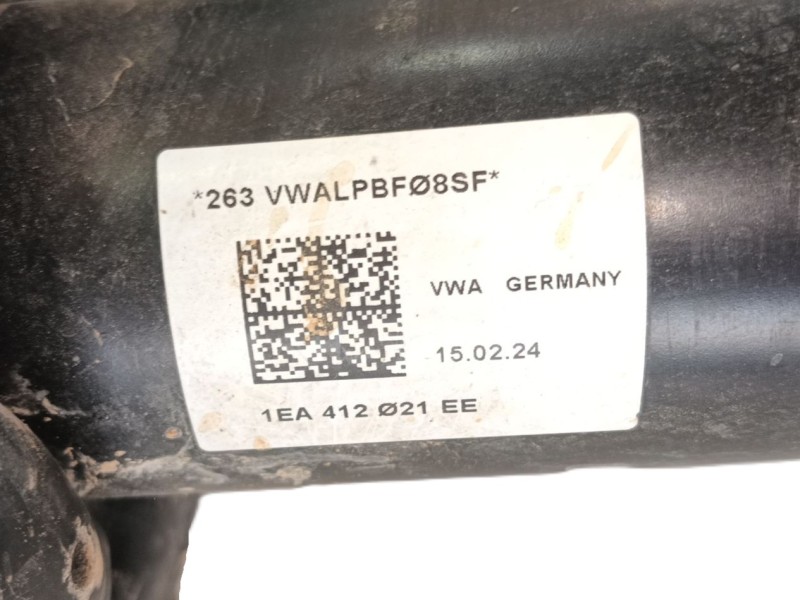 *263 VWALPBFØ8SF*
VWA GERMANY
15.02.24
1EA 412 Ø21 EE